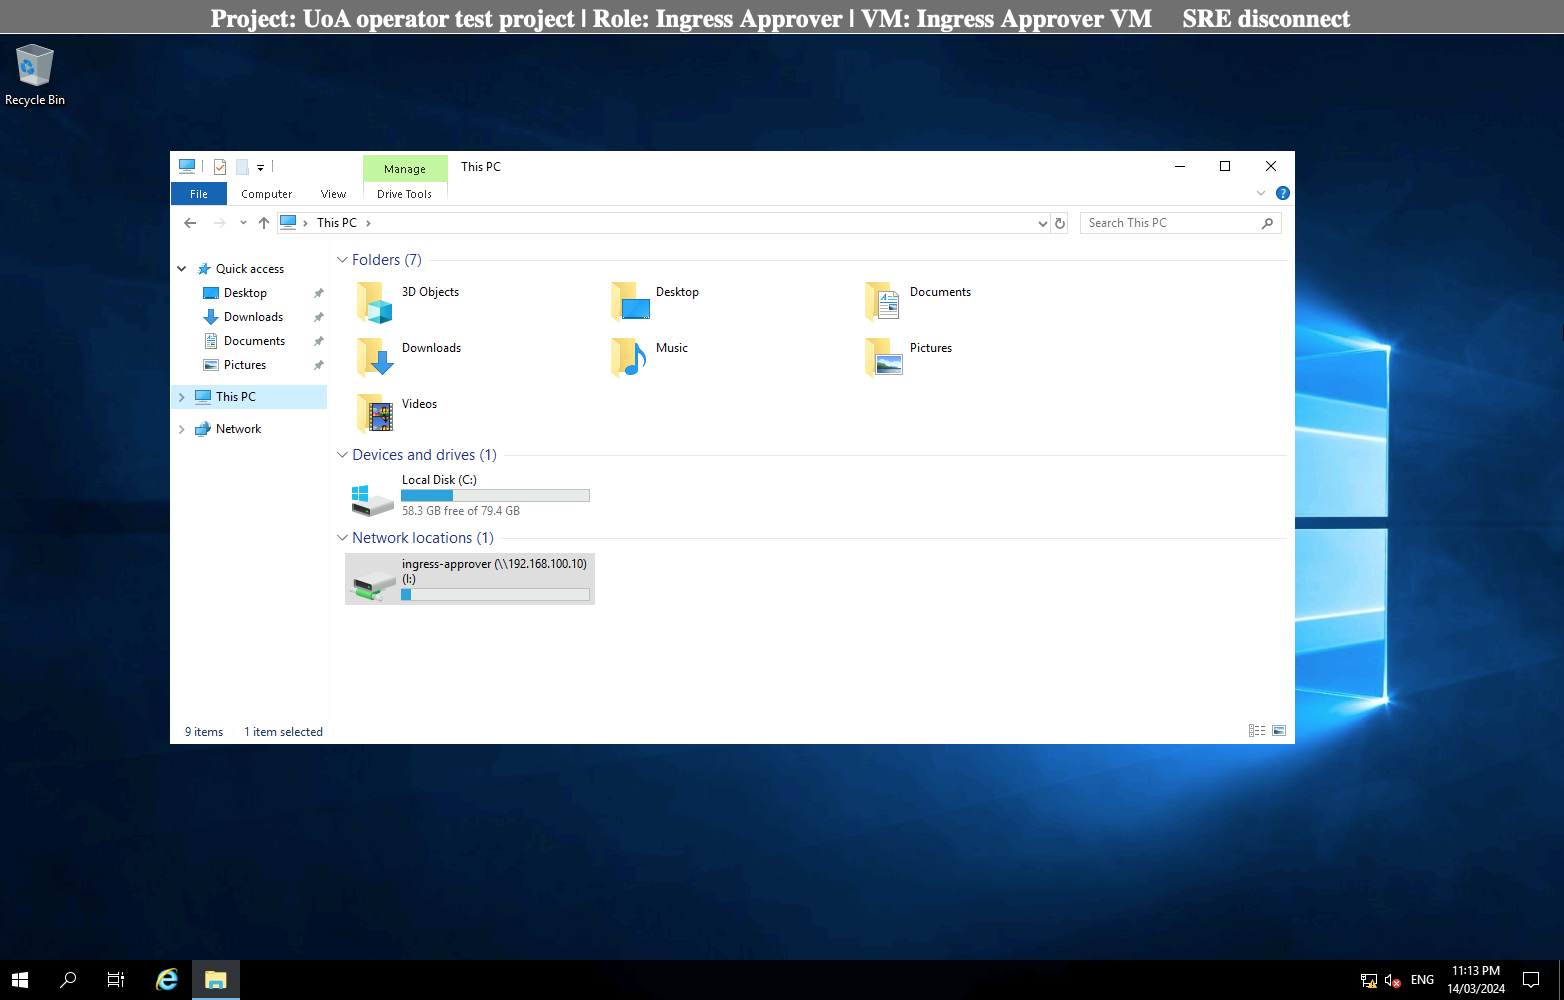 Project: UoA operator test project | Role: Ingress Approver | VM: Ingress Approver VM SRE disconnect
Recycle Bin
Manage
This PC
File
Computer
View
Drive Tools
This PC
Search This PC
Quick access
Desktop
Downloads
Documents
Pictures
This PC
Network
Folders (7)
3D Objects
Desktop
Documents
Downloads
Music
Pictures
Videos
Devices and drives (1)
Local Disk (C:)
58.3 GB free of 79.4 GB
Network locations (1)
ingress-approver (\\192.168.100.10)
(I:)
9 items
1 item selected
ENG
11:13 PM
14/03/2024